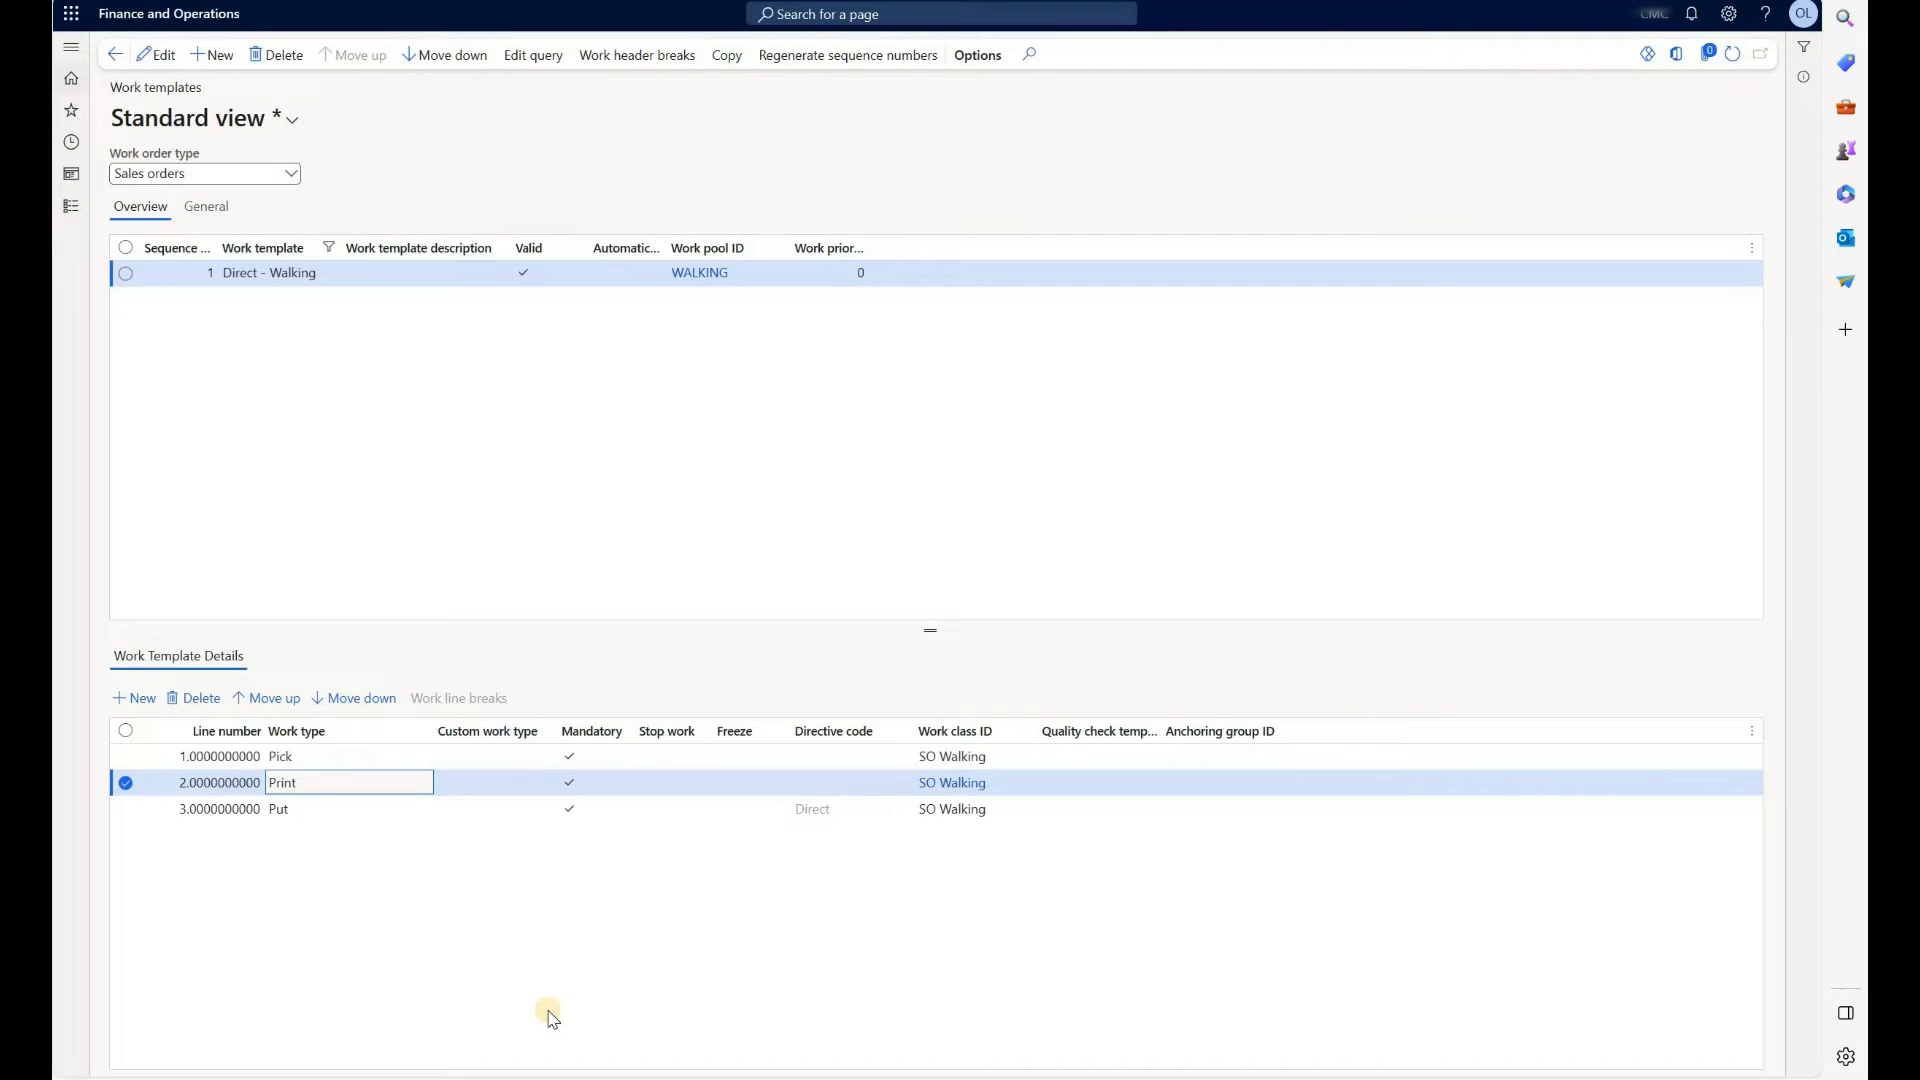 Finance and Operations
Search for a page
CMC
OL
Edit New Delete Move up Move down Edit query Work header breaks Copy Regenerate sequence numbers Options
0
Work templates
Standard view *
Work order type
Sales orders
Overview General
Sequence ... Work template Work template description Valid Automatic... Work pool ID Work prior...
1 Direct - Walking WALKING 0
Work Template Details
New Delete Move up Move down Work line breaks
Line number Work type Custom work type Mandatory Stop work Freeze Directive code Work class ID Quality check temp... Anchoring group ID
1.0000000000 Pick SO Walking
2.0000000000 Print SO Walking
3.0000000000 Put Direct SO Walking